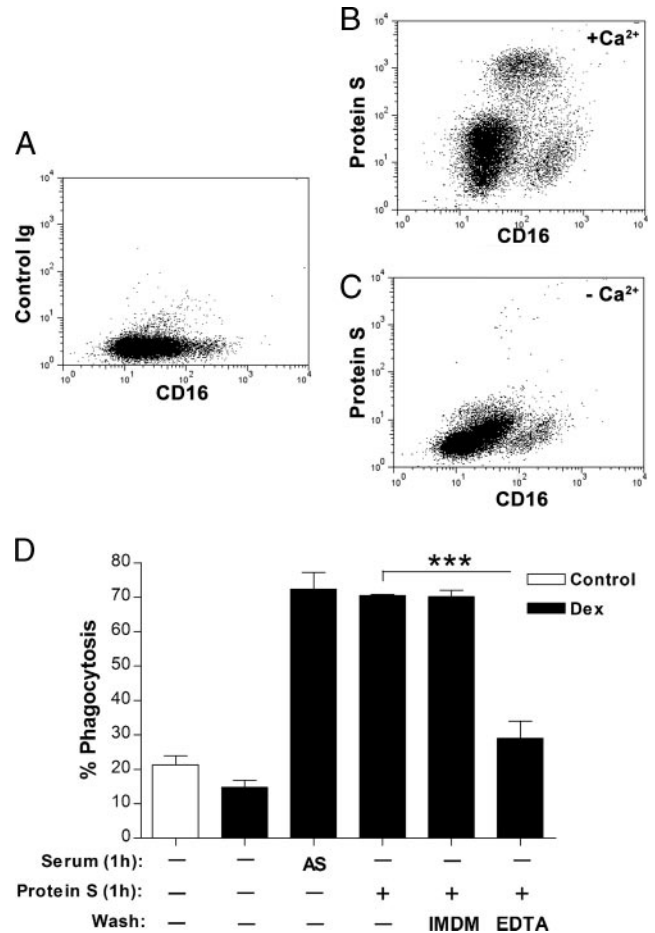 A
Control Ig
10⁴
10³
10²
10¹
10⁰
10⁰ 10¹ 10² 10³ 10⁴
CD16
B
+Ca²⁺
Protein S
10⁴
10³
10²
10¹
10⁰
10⁰ 10¹ 10² 10³ 10⁴
CD16
C
- Ca²⁺
Protein S
10⁴
10³
10²
10¹
10⁰
10⁰ 10¹ 10² 10³ 10⁴
CD16
D
% Phagocytosis
80
70
60
50
40
30
20
10
0
***
Control
Dex
Serum (1h): — — AS — — —
Protein S (1h): — — — + + +
Wash: — — — — IMDM EDTA